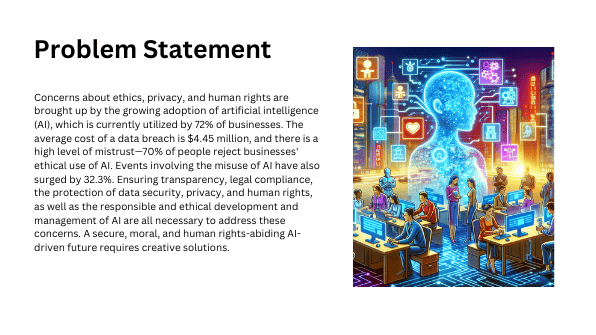 Problem Statement
Concerns about ethics, privacy, and human rights are
brought up by the growing adoption of artificial intelligence
(AI), which is currently utilized by 72% of businesses. The
average cost of a data breach is $4.45 million, and there is a
high level of mistrust—70% of people reject businesses'
ethical use of AI. Events involving the misuse of AI have also
surged by 32.3%. Ensuring transparency, legal compliance,
the protection of data security, privacy, and human rights,
as well as the responsible and ethical development and
management of AI are all necessary to address these
concerns. A secure, moral, and human rights-abiding AI-
driven future requires creative solutions.